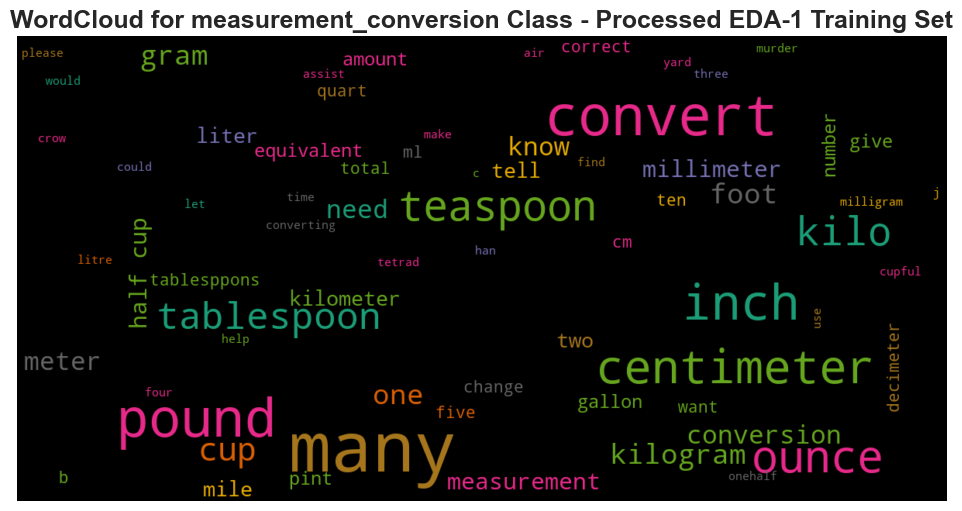 WordCloud for measurement_conversion Class - Processed EDA-1 Training Set
please
gram
amount
air
correct
murder
would
assist
yard
three
quart
convert
crow
liter
make
know
number
give
equivalent
ml
could
total
c
tell
find
millimeter
let
time
need
teaspoon
ten
foot
milligram
j
converting
kilo
half cup
han
cm
litre
tetrad
cupful
tablesppons
kilometer
inch
tablespoon
help
use
meter
two
centimeter
decimeter
four
one
change
five
gallon
want
pound
many
conversion
cup
kilogram
ounce
b
pint
measurement
onehalf
mile